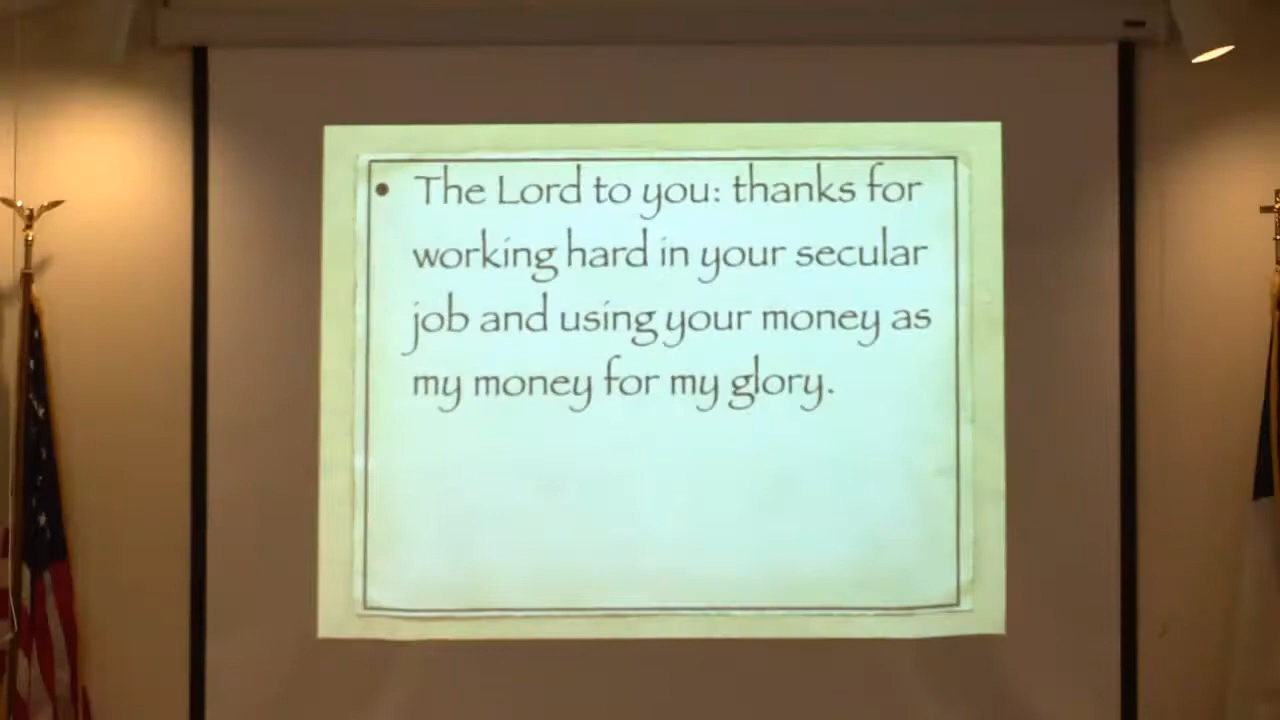 • The Lord to you: thanks for
working hard in your secular
job and using your money as
my money for my glory.